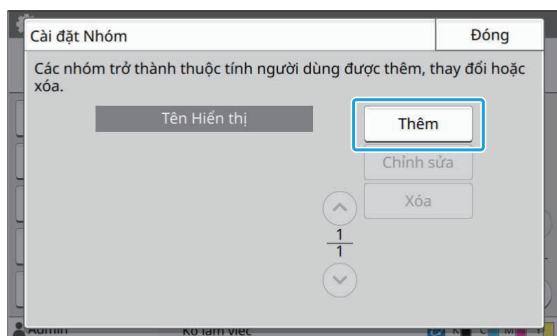 Cài đặt Nhóm
Đóng
Các nhóm trở thành thuộc tính người dùng được thêm, thay đổi hoặc
xóa.
Tên Hiển thị
Thêm
Chỉnh sửa
Xóa
1
1
Admin